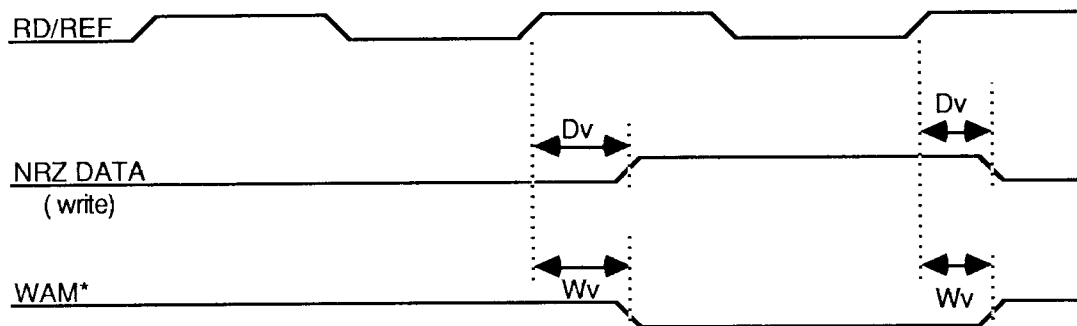 RD/REF
Dv
Dv
NRZ DATA
( write)
Wv
Wv
WAM*